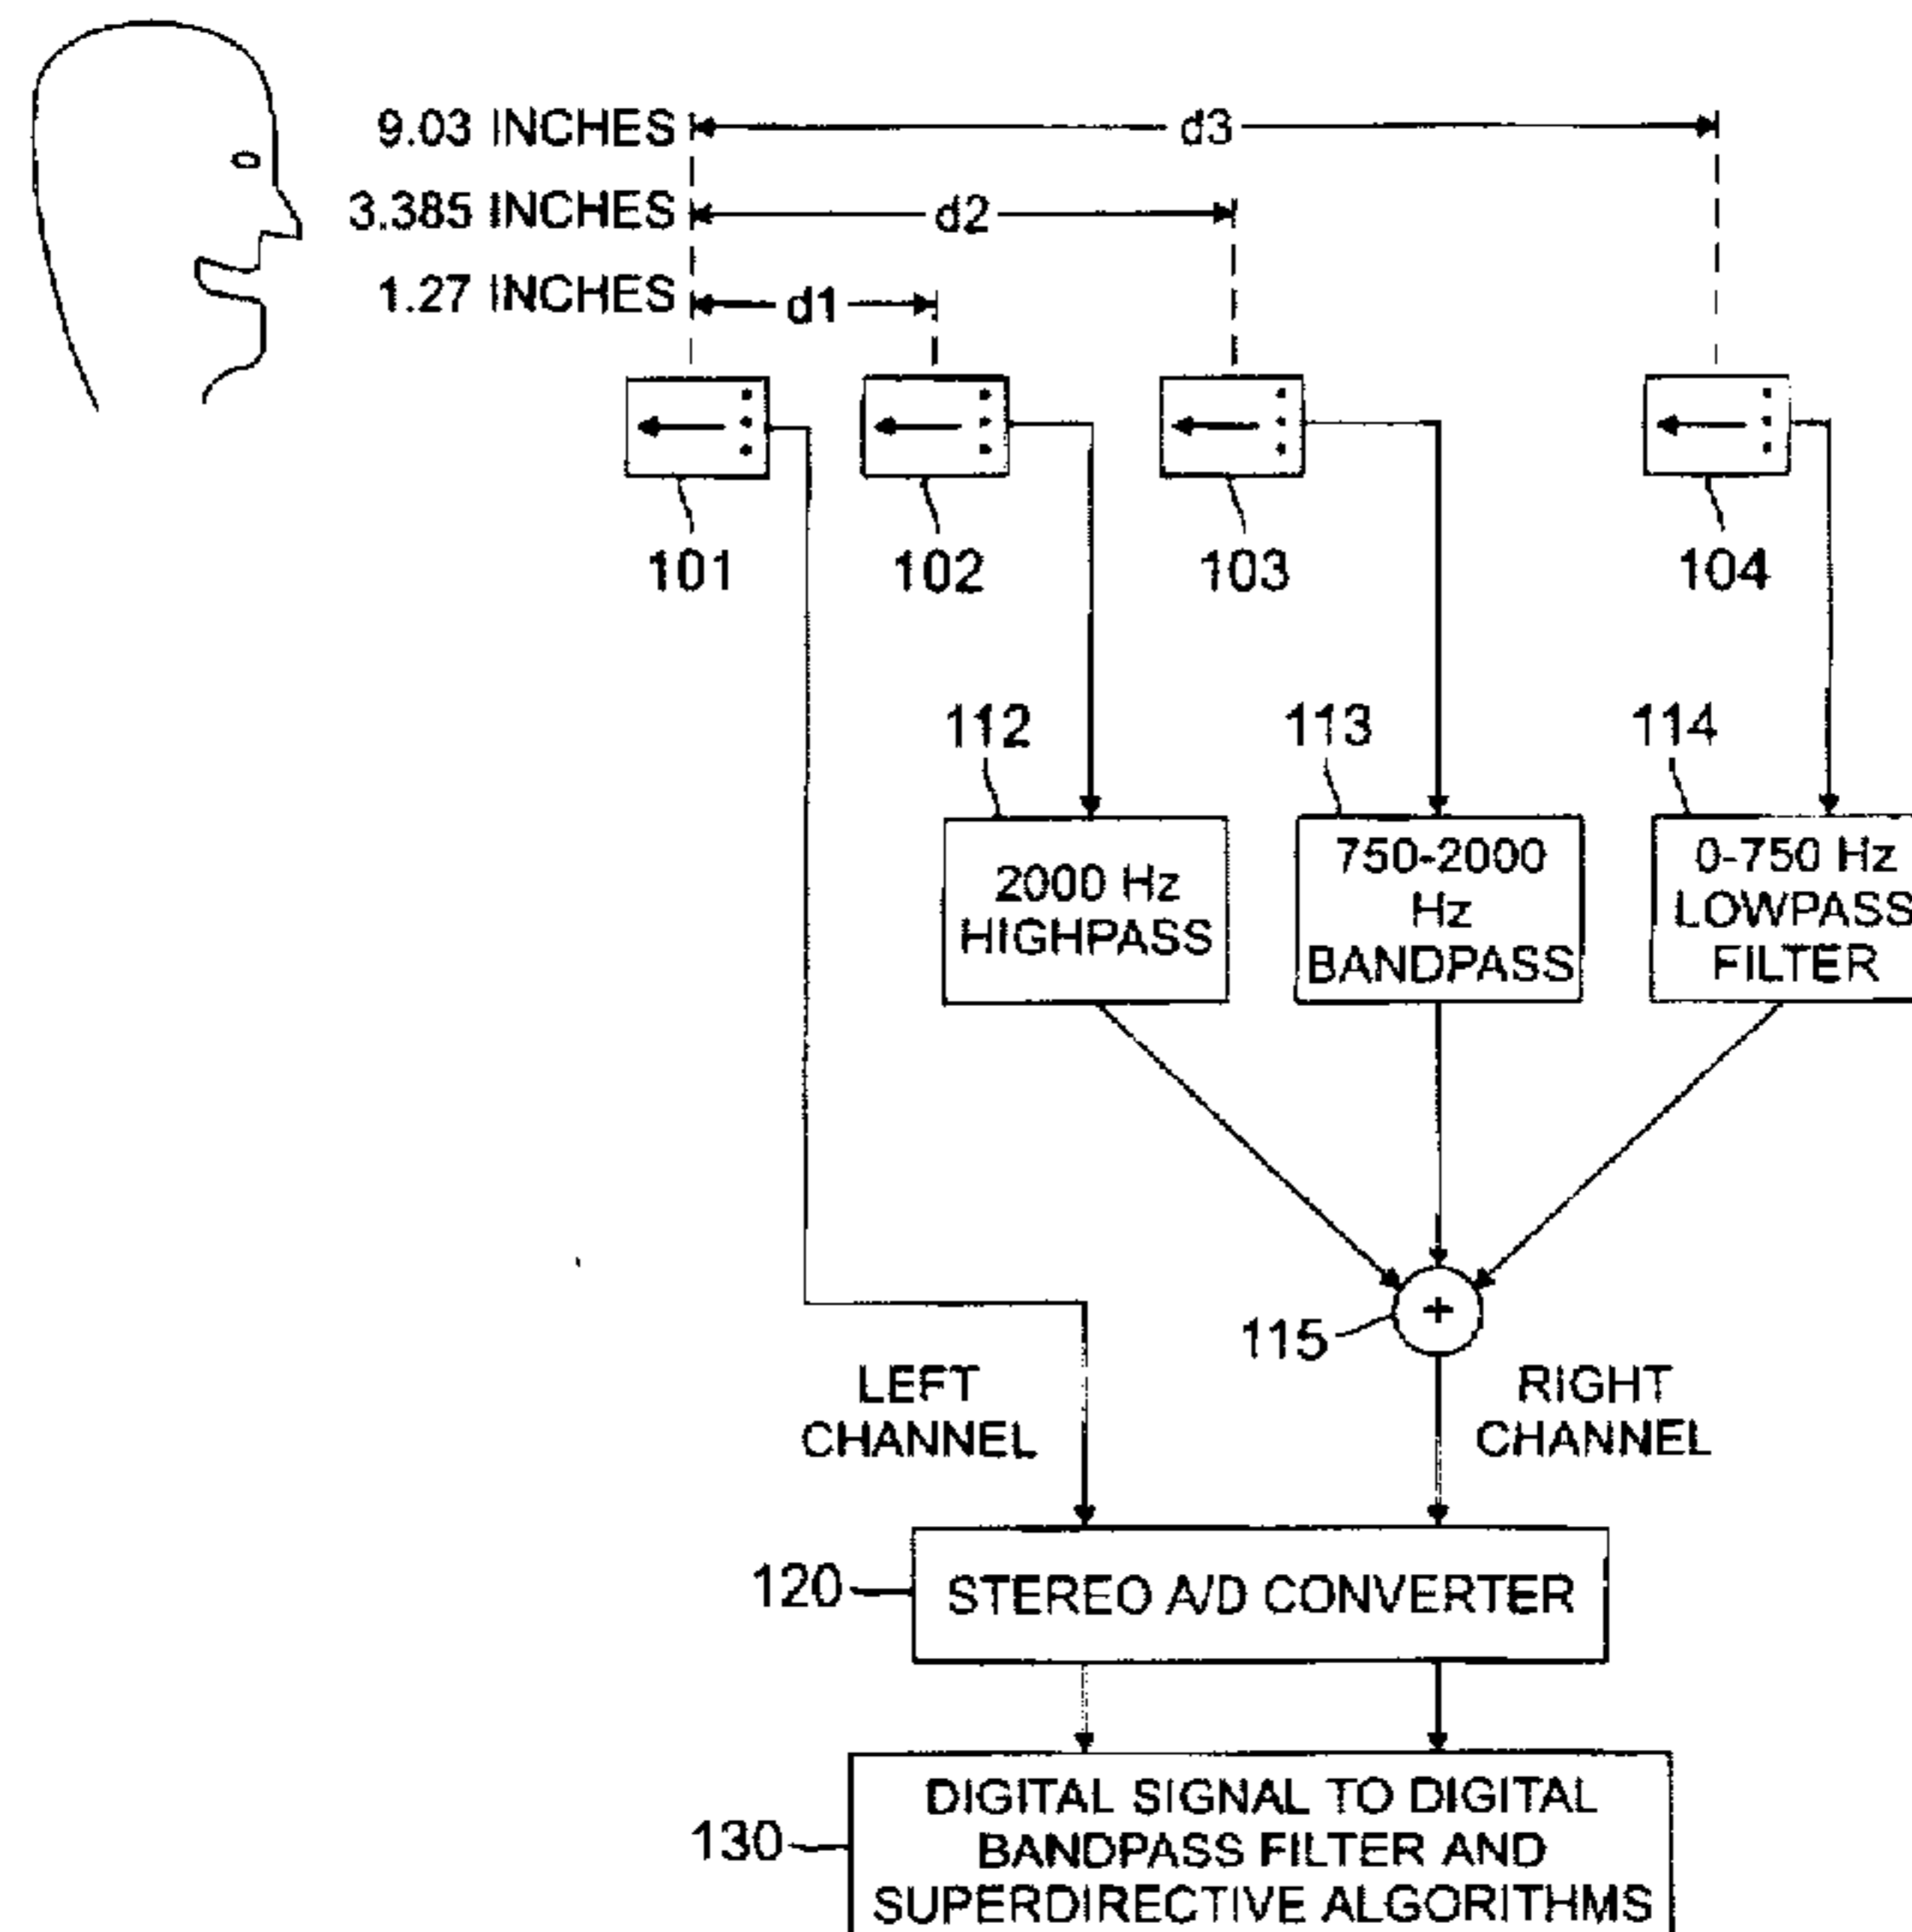 9.03 INCHES
d3
3.385 INCHES
d2
1.27 INCHES
d1
101
102
103
104
112
113
114
2000 Hz
HIGHPASS
750-2000
Hz
BANDPASS
0-750 Hz
LOWPASS
FILTER
115
+
LEFT
CHANNEL
RIGHT
CHANNEL
120
STEREO A/D CONVERTER
130
DIGITAL SIGNAL TO DIGITAL
BANDPASS FILTER AND
SUPERDIRECTIVE ALGORITHMS